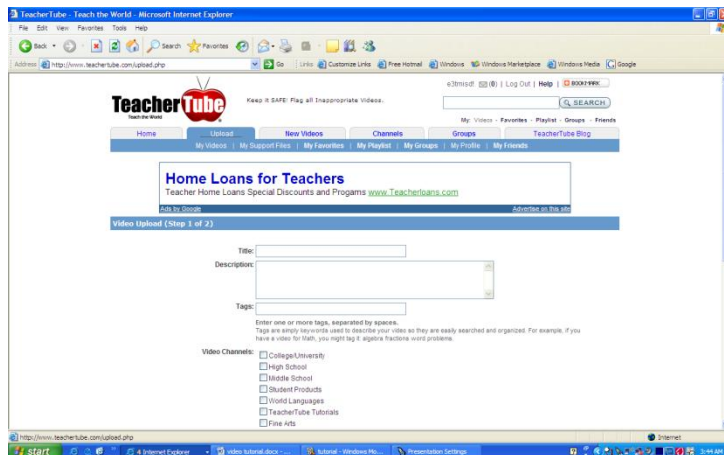 TeacherTube - Teach the World - Microsoft Internet Explorer
File Edit View Favorites Tools Help
Back Search Favorites
Address http://www.teachertube.com/upload.php Go Links Customize Links Free Hotmail Windows Windows Marketplace Windows Media Google
e3tmisdt (0) | Log Out | Help | BOOKMARK
TeacherTube
Teach the World
Keep it SAFE: Flag all Inappropriate Videos.
SEARCH
My: Videos - Favorites - Playlist - Groups - Friends
Home Upload New Videos Channels Groups TeacherTube Blog
My Videos | My Support Files | My Favorites | My Playlist | My Groups | My Profile | My Friends
Home Loans for Teachers
Teacher Home Loans Special Discounts and Progams www.Teacherloans.com
Ads by Google Advertise on this site
Video Upload (Step 1 of 2)
Title:
Description:
Tags:
Enter one or more tags, separated by spaces.
Tags are simply keywords used to describe your video so they are easily searched and organized. For example, if you
have a video for Math, you might tag it: algebra fractions word problems.
Video Channels:
College/University
High School
Middle School
Student Products
World Languages
TeacherTube Tutorials
Fine Arts
http://www.teachertube.com/upload.php Internet
start 4 Internet Explorer video tutorial.docx - ... tutorial - Windows Mo... Presentation Settings 3:44 AM